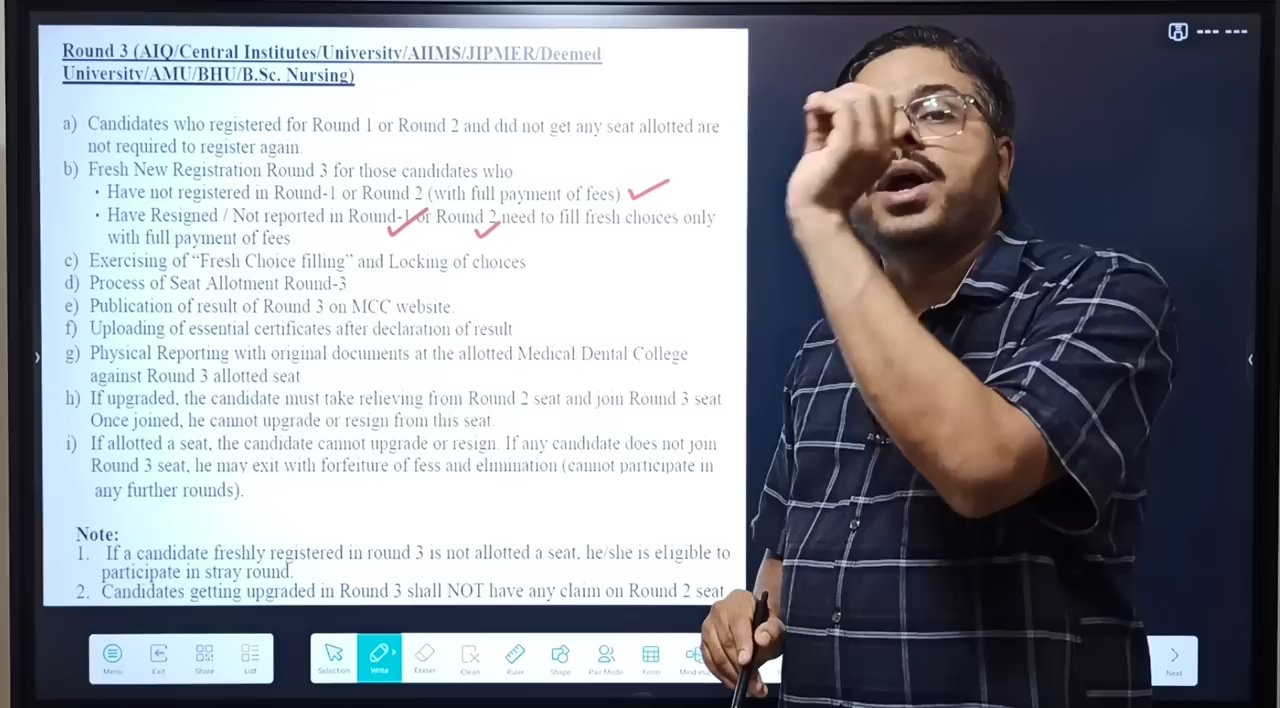 Round 3 (AIQ/Central Institutes/University/AIIMS/JIPMER/Deemed
University/AMU/BHU/B.Sc. Nursing)
a) Candidates who registered for Round 1 or Round 2 and did not get any seat allotted are
not required to register again.
b) Fresh New Registration Round 3 for those candidates who
• Have not registered in Round-1 or Round 2 (with full payment of fees).
• Have Resigned / Not reported in Round-1 or Round 2 need to fill fresh choices only
with full payment of fees
c) Exercising of “Fresh Choice filling” and Locking of choices
d) Process of Seat Allotment Round-3
e) Publication of result of Round 3 on MCC website.
f) Uploading of essential certificates after declaration of result
g) Physical Reporting with original documents at the allotted Medical Dental College
against Round 3 allotted seat
h) If upgraded, the candidate must take relieving from Round 2 seat and join Round 3 seat
Once joined, he cannot upgrade or resign from this seat.
i) If allotted a seat, the candidate cannot upgrade or resign. If any candidate does not join
Round 3 seat, he may exit with forfeiture of fess and elimination (cannot participate in
any further rounds).
Note:
1. If a candidate freshly registered in round 3 is not allotted a seat, he/she is eligible to
participate in stray round.
2. Candidates getting upgraded in Round 3 shall NOT have any claim on Round 2 seat
Menu Exit Share List Selection Write Eraser Clean Ruler Shape Pair Mode Form Mind Next